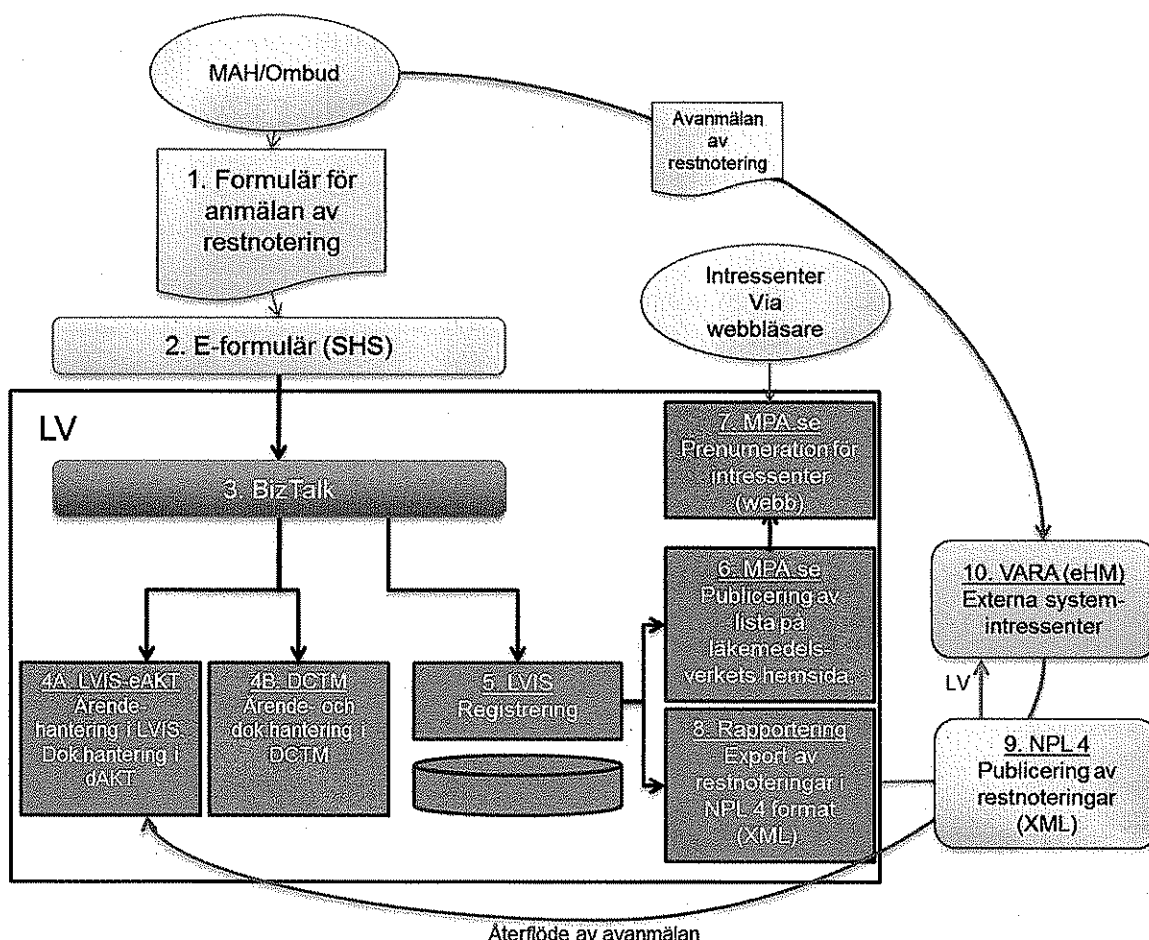 MAH/Ombud
Avanmälan
av
restnotering
1. Formulär för
anmälan av
restnotering
Intressenter
Via
webbläsare
2. E-formulär (SHS)
LV
7. MPA.se
Prenumeration för
intressenter
(webb)
3. BizTalk
6. MPA.se
Publicering av
lista på
läkemedels-
verkets hemsida.
10. VARA (eHM)
Externa system-
intressenter
4A. LVIS-eAKT
Ärende-
hantering i LVIS
Dok hantering i
dAKT
4B. DCTM
Ärende- och
dok hantering i
DCTM
5. LVIS
Registrering
8. Rapportering
Export av
restnoteringar i
NPL 4 format
(XML)
LV
9. NPL 4
Publicering av
restnoteringar
(XML)
Återflöde av avanmälan